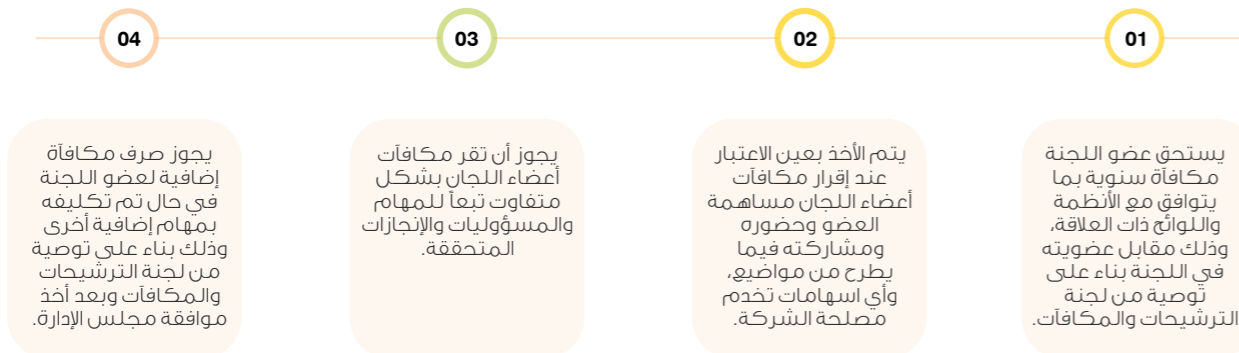 01
يستحق عضو اللجنة
مكافآة سنوية بما
يتوافق مع الأنظمة
واللوائح ذات العلاقة،
وذلك مقابل عضويته
في اللجنة بناء على
توصية من لجنة
الترشيحات والمكافآت.
02
يتم الأخذ بعين الاعتبار
عند إقرار مكافآت
أعضاء اللجان مساهمة
العضو وحضوره
ومشاركته فيما
يطرح من مواضيع،
وأي اسهامات تخدم
مصلحة الشركة.
03
يجوز أن تقر مكافآت
أعضاء اللجان بشكل
متفاوت تبعاً للمهام
والمسؤوليات والإنجازات
المتحققة.
04
يجوز صرف مكافآة
إضافية لعضو اللجنة
في حال تم تكليفه
بمهام إضافية أخرى
وذلك بناء على توصية
من لجنة الترشيحات
والمكافآت وبعد أخذ
موافقة مجلس الإدارة.